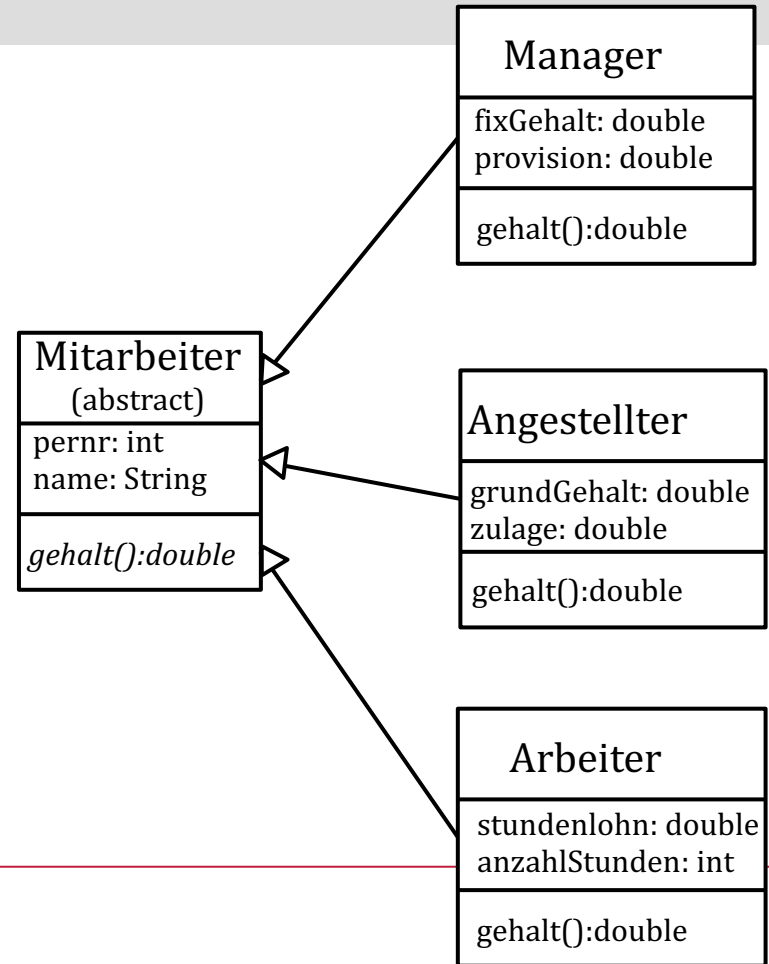 Manager
fixGehalt: double
provision: double
gehalt():double
Mitarbeiter
(abstract)
pernr: int
name: String
gehalt():double
Angestellter
grundGehalt: double
zulage: double
gehalt():double
Arbeiter
stundenlohn: double
anzahlStunden: int
gehalt():double